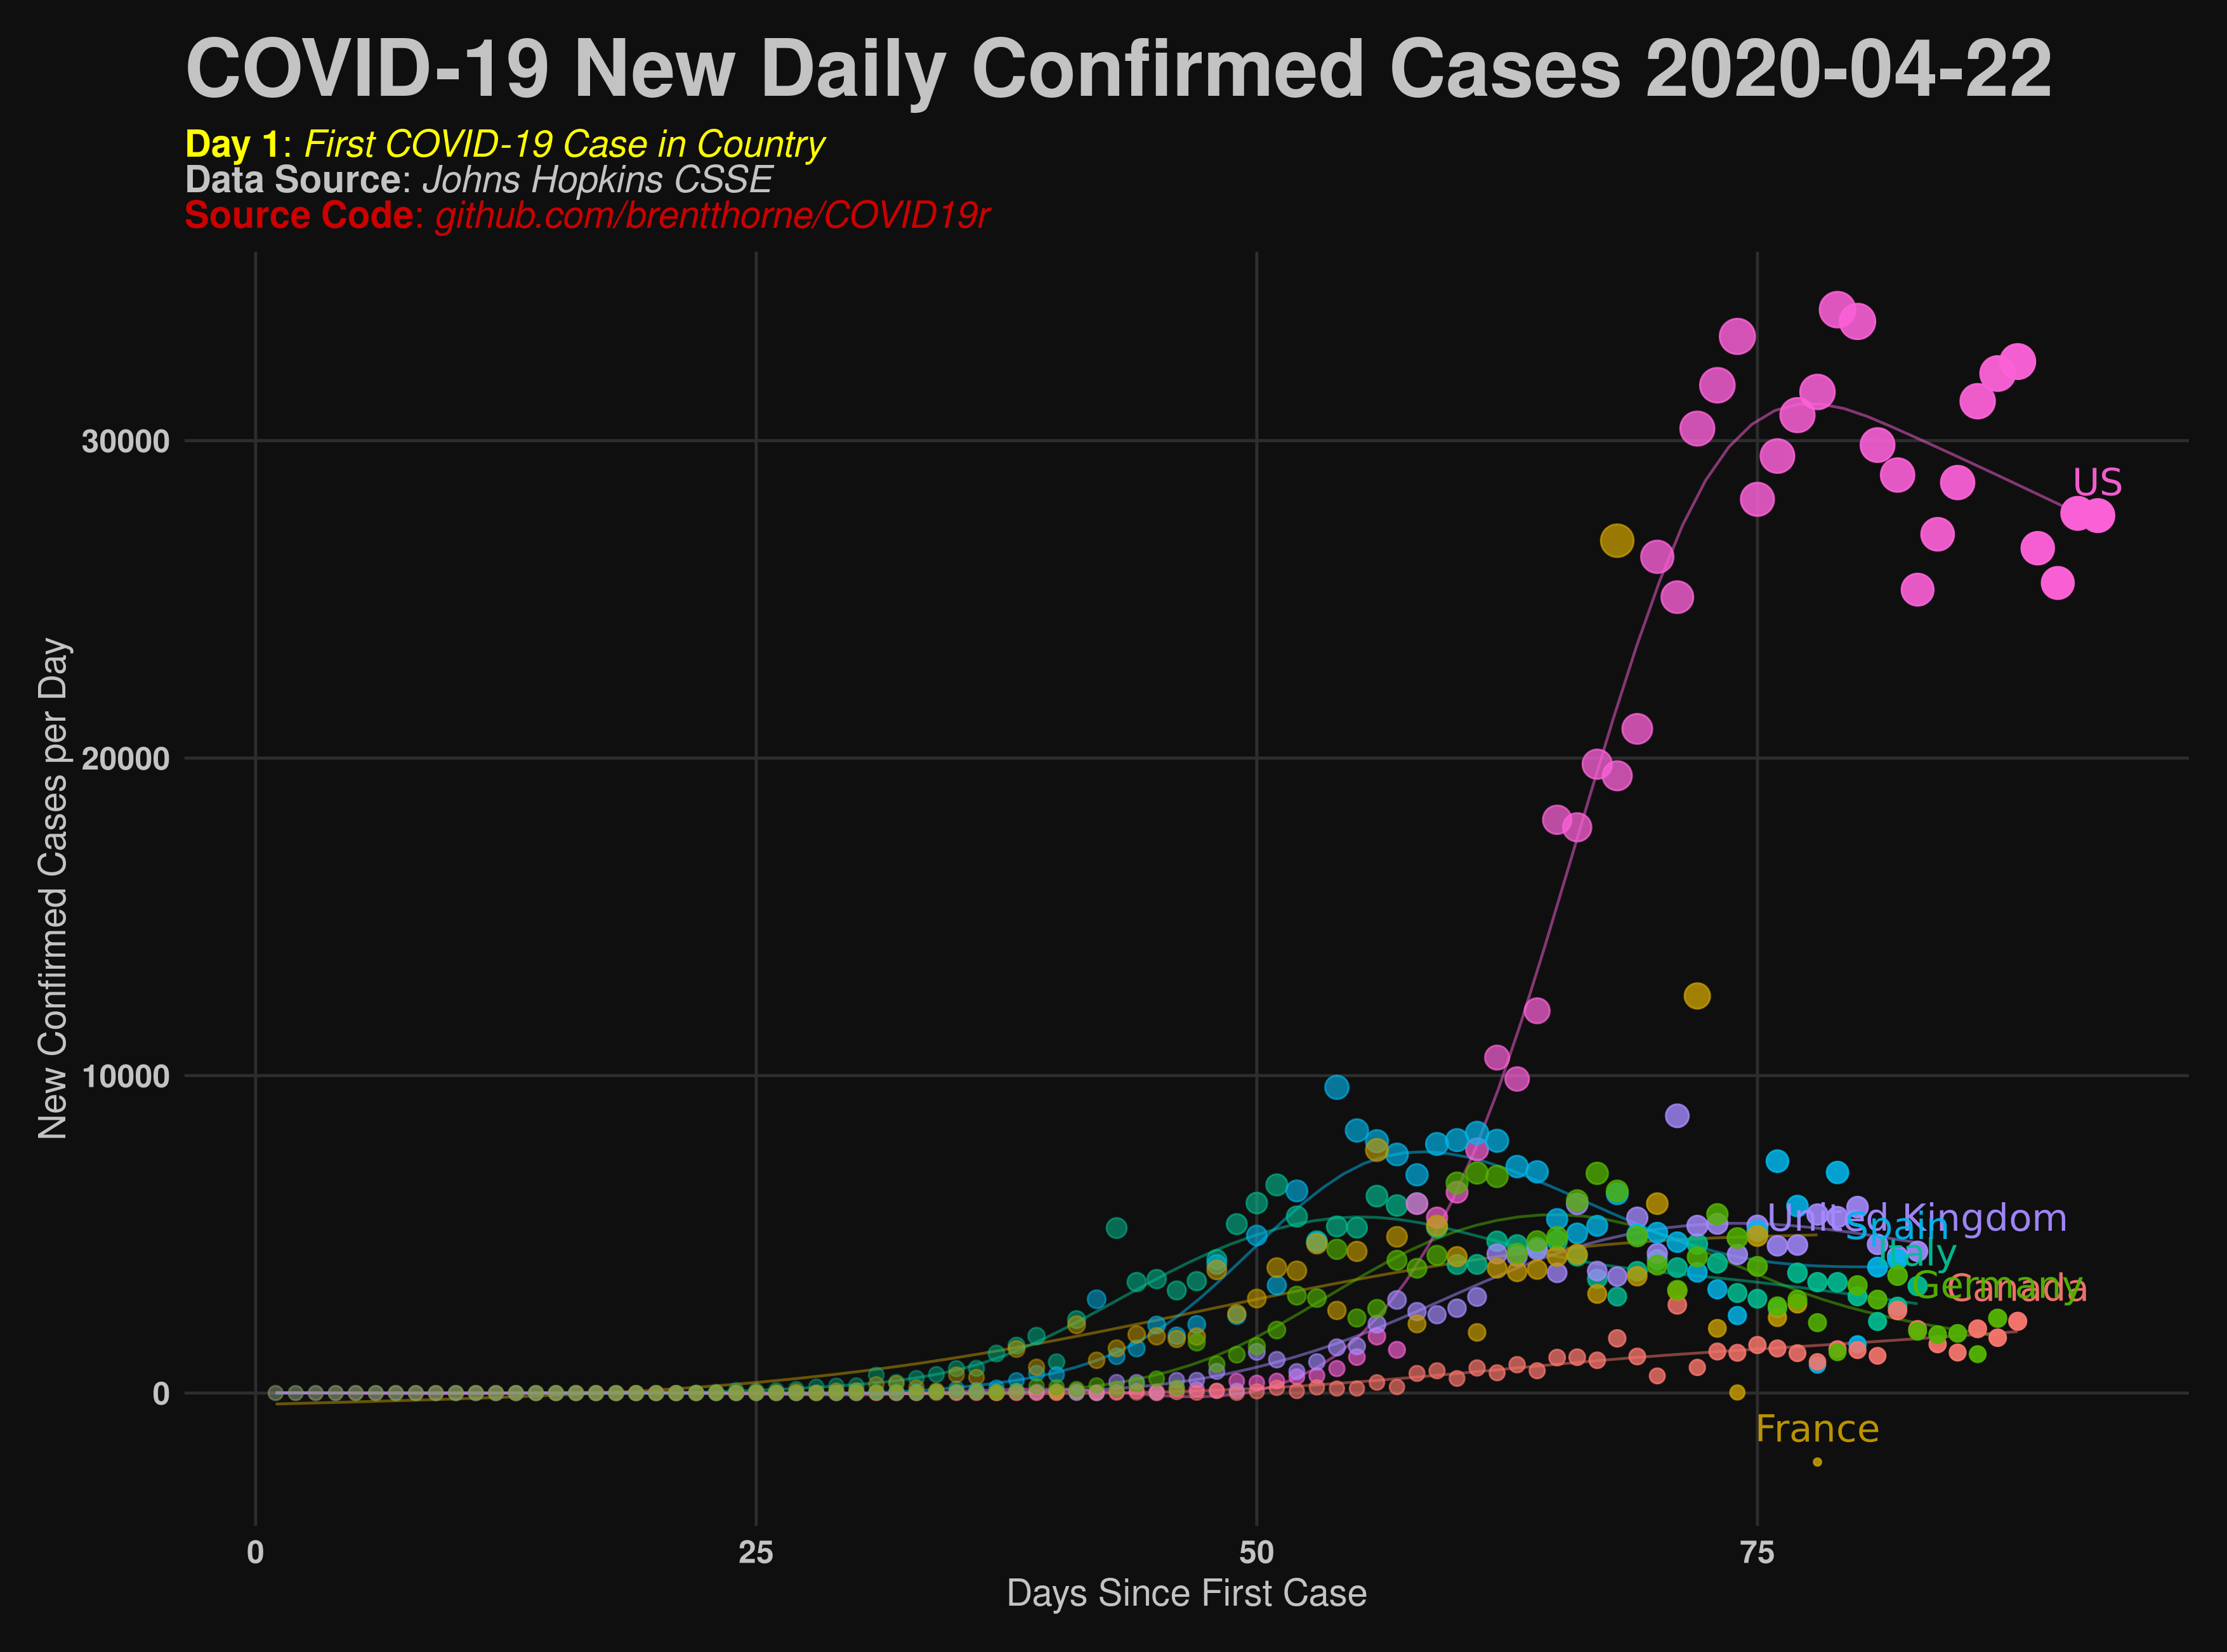 COVID-19 New Daily Confirmed Cases 2020-04-22
Day 1: First COVID-19 Case in Country
Data Source: Johns Hopkins CSSE
Source Code: github.com/brentthorne/COVID19r
New Confirmed Cases per Day
30000
20000
10000
0
US
United Kingdom
Spain
Italy
Germany
Canada
France
0 25 50 75
Days Since First Case